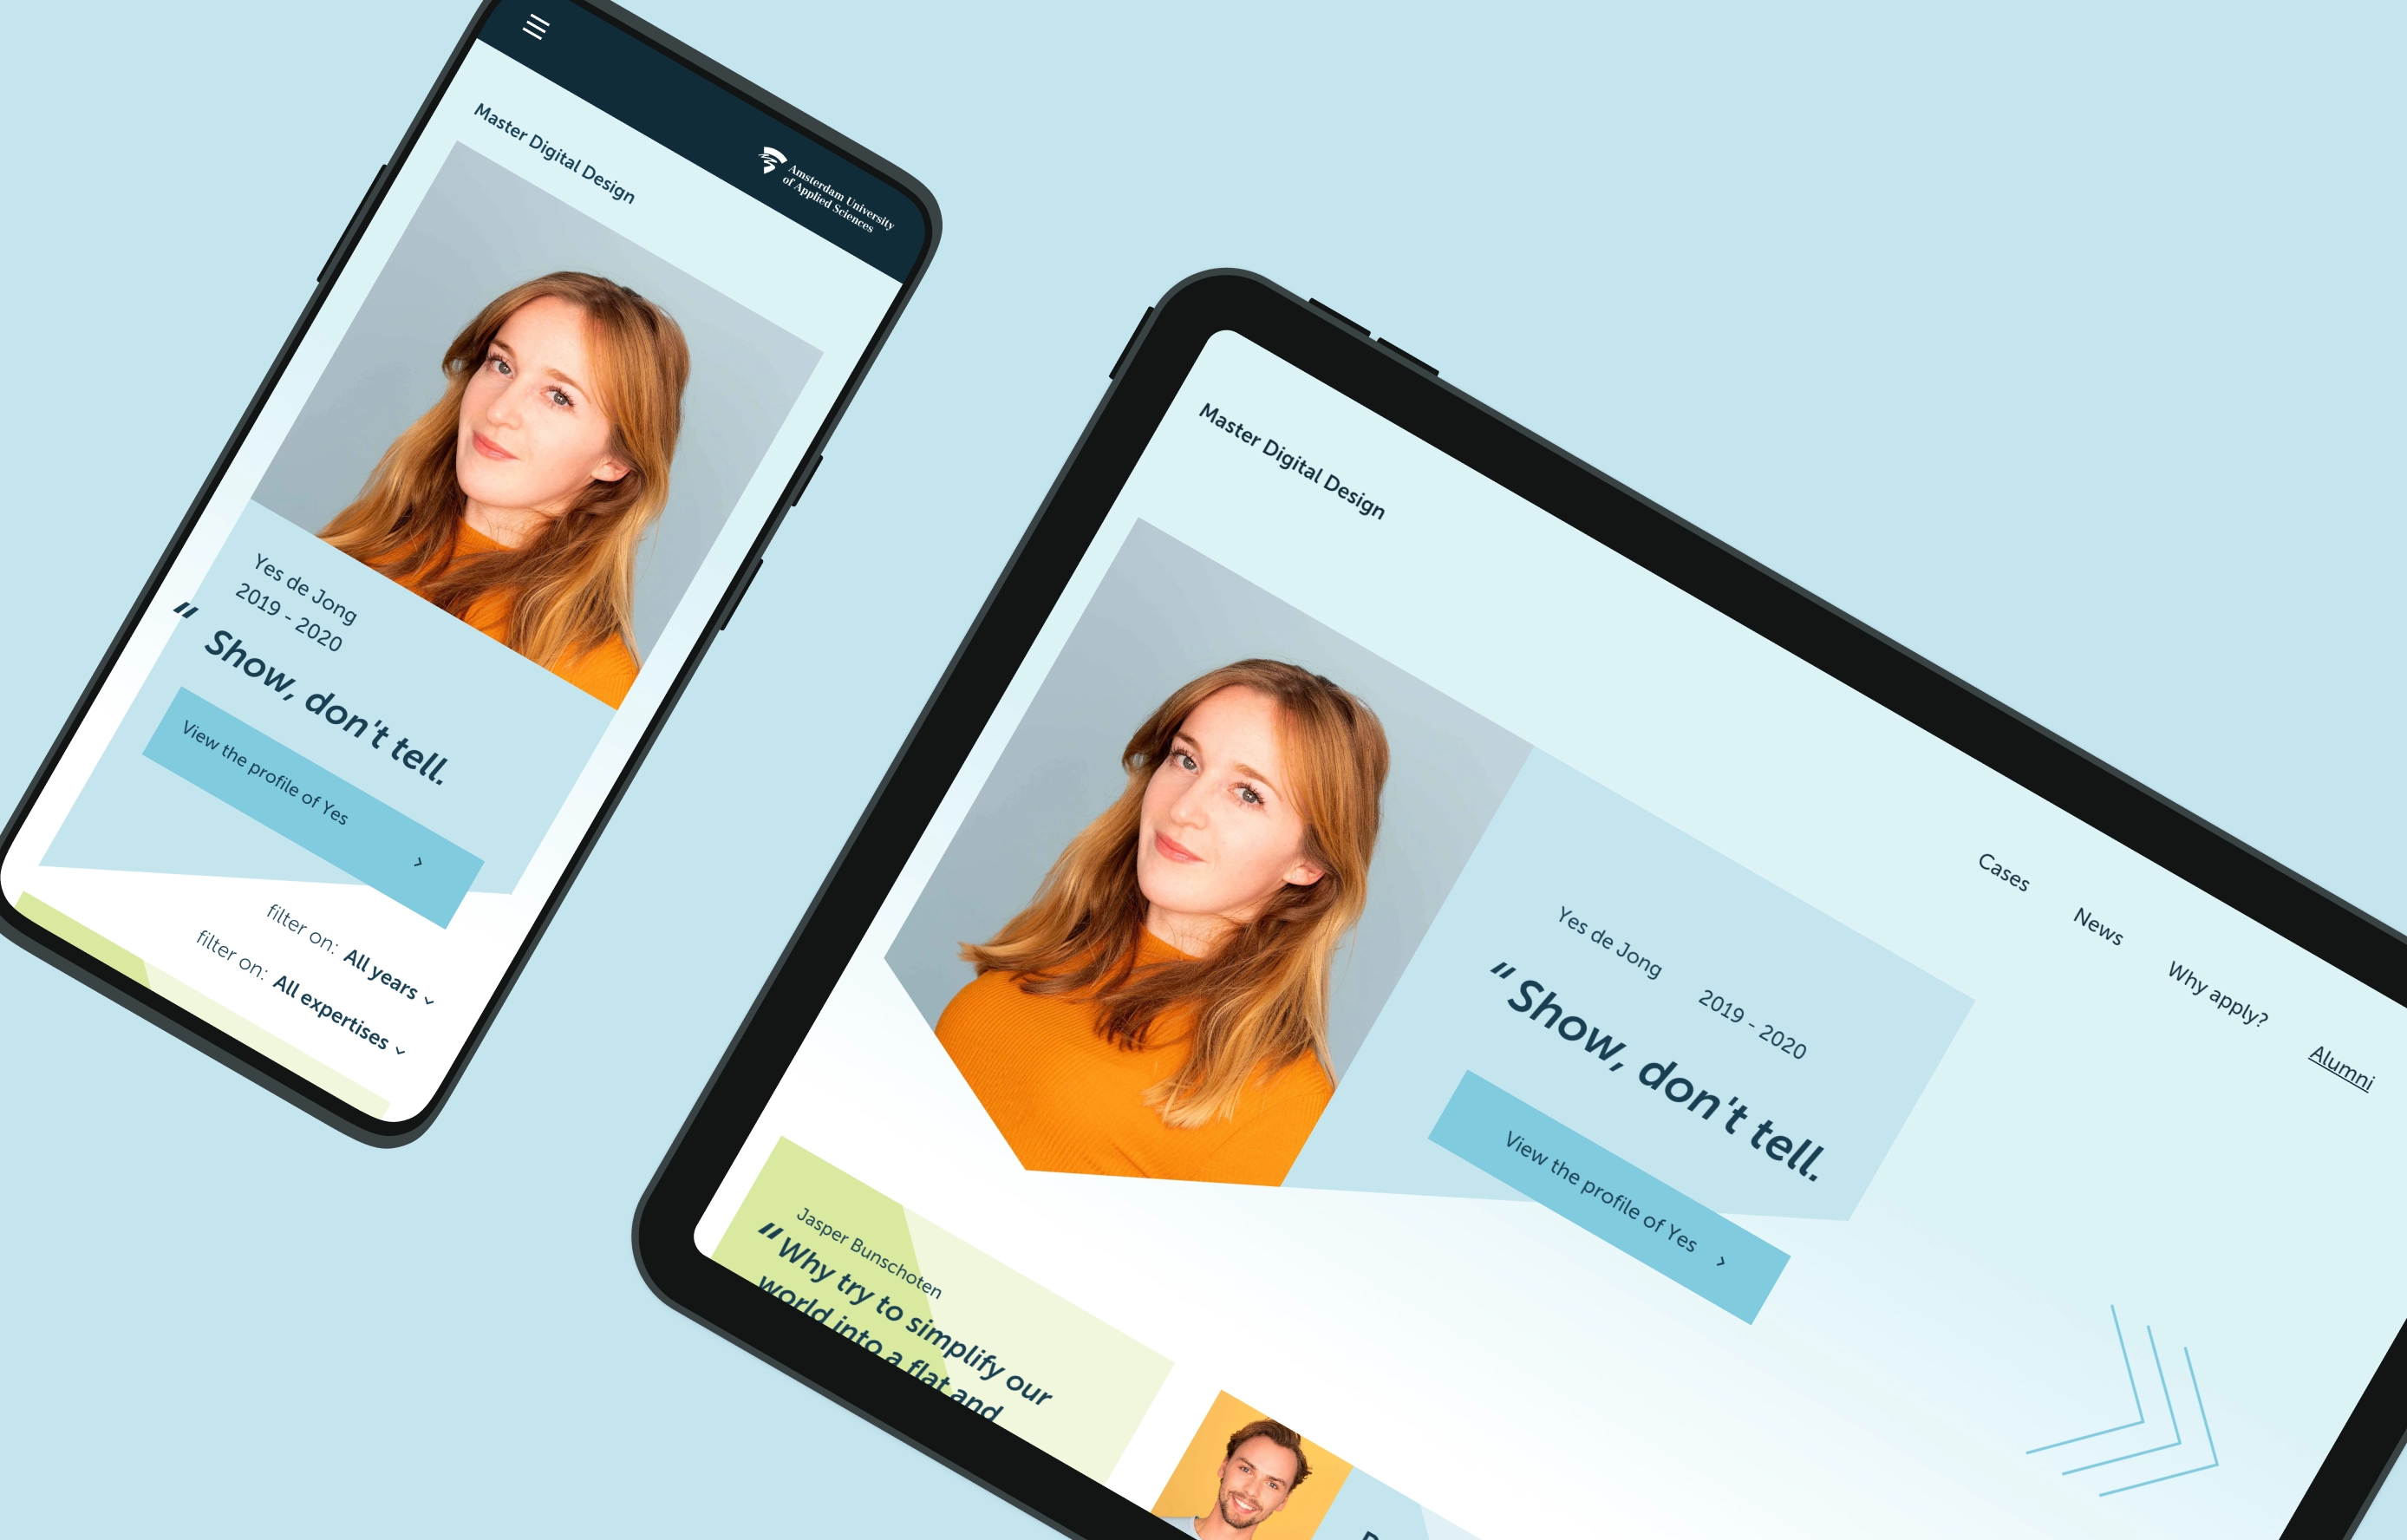 Amsterdam University
of Applied Sciences
Master Digital Design
Yes de Jong
2019 - 2020
“ Show, don't tell.
View the profile of Yes
filter on: All years
filter on: All expertises
Master Digital Design
Cases
News
Why apply?
Alumni
Yes de Jong
2019 - 2020
“Show, don't tell.
View the profile of Yes
Jasper Bunschoten
“Why try to simplify our
world into a flat and